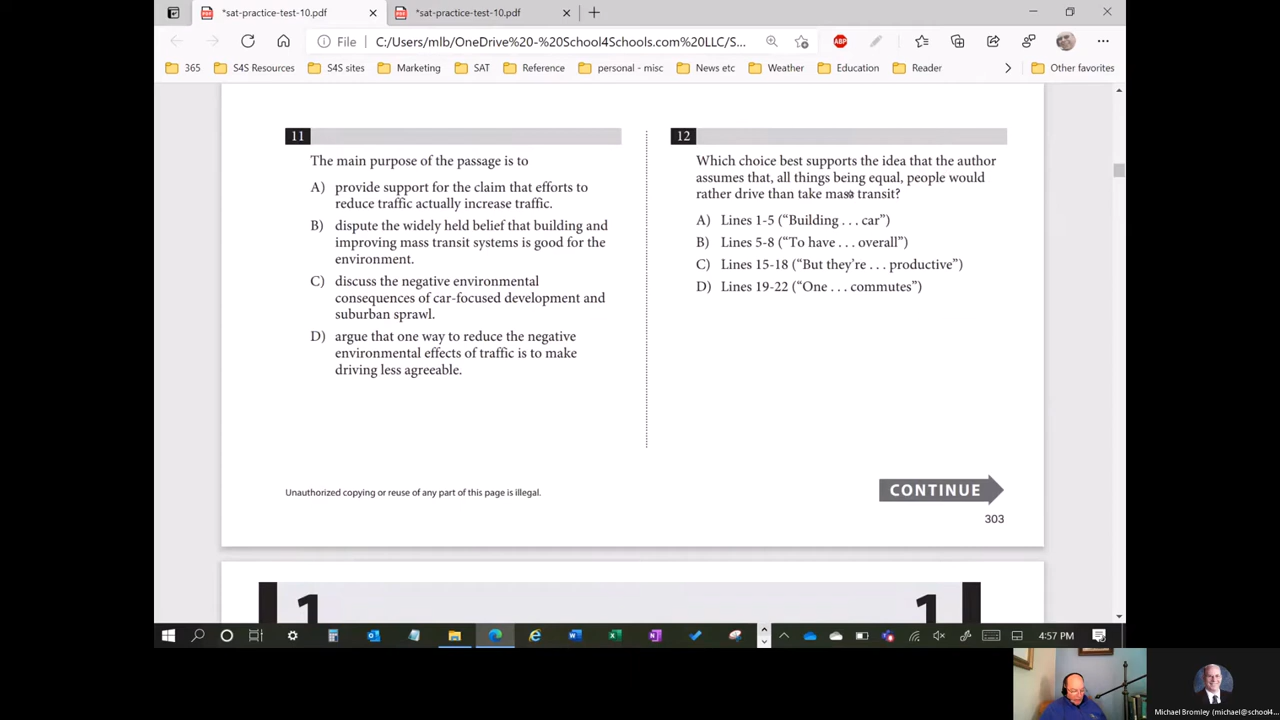 *sat-practice-test-10.pdf
*sat-practice-test-10.pdf
File
C:/Users/mlb/OneDrive%20-%20School4Schools.com%20LLC/S...
ABP
365
S4S Resources
S4S sites
Marketing
SAT
Reference
personal - misc
News etc
Weather
Education
Reader
Other favorites
11
The main purpose of the passage is to
A) provide support for the claim that efforts to
reduce traffic actually increase traffic.
B) dispute the widely held belief that building and
improving mass transit systems is good for the
environment.
C) discuss the negative environmental
consequences of car-focused development and
suburban sprawl.
D) argue that one way to reduce the negative
environmental effects of traffic is to make
driving less agreeable.
12
Which choice best supports the idea that the author
assumes that, all things being equal, people would
rather drive than take mass transit?
A) Lines 1-5 (“Building . . . car”)
B) Lines 5-8 (“To have . . . overall”)
C) Lines 15-18 (“But they’re . . . productive”)
D) Lines 19-22 (“One . . . commutes”)
Unauthorized copying or reuse of any part of this page is illegal.
CONTINUE
303
1
1
4:57 PM
Michael Bromley (michael@school4...